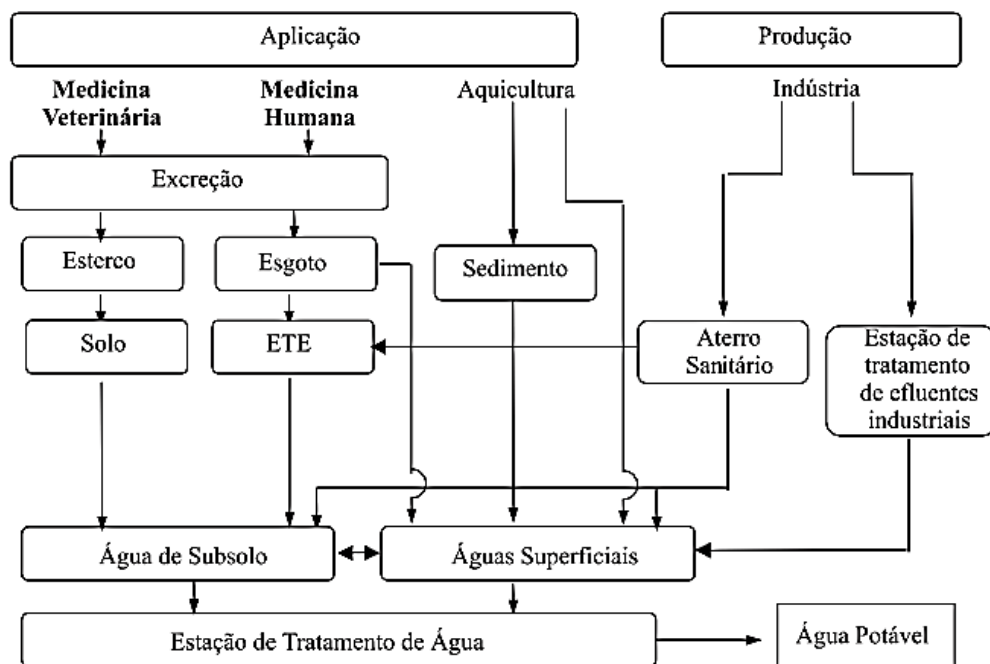 Aplicação
Produção
Medicina
Veterinária
Medicina
Humana
Aquicultura
Indústria
Excreção
Esterco
Esgoto
Sedimento
Solo
ETE
Aterro
Sanitário
Estação de
tratamento
de efluentes
industriais
Água de Subsolo
Águas Superficiais
Estação de Tratamento de Água
Água Potável